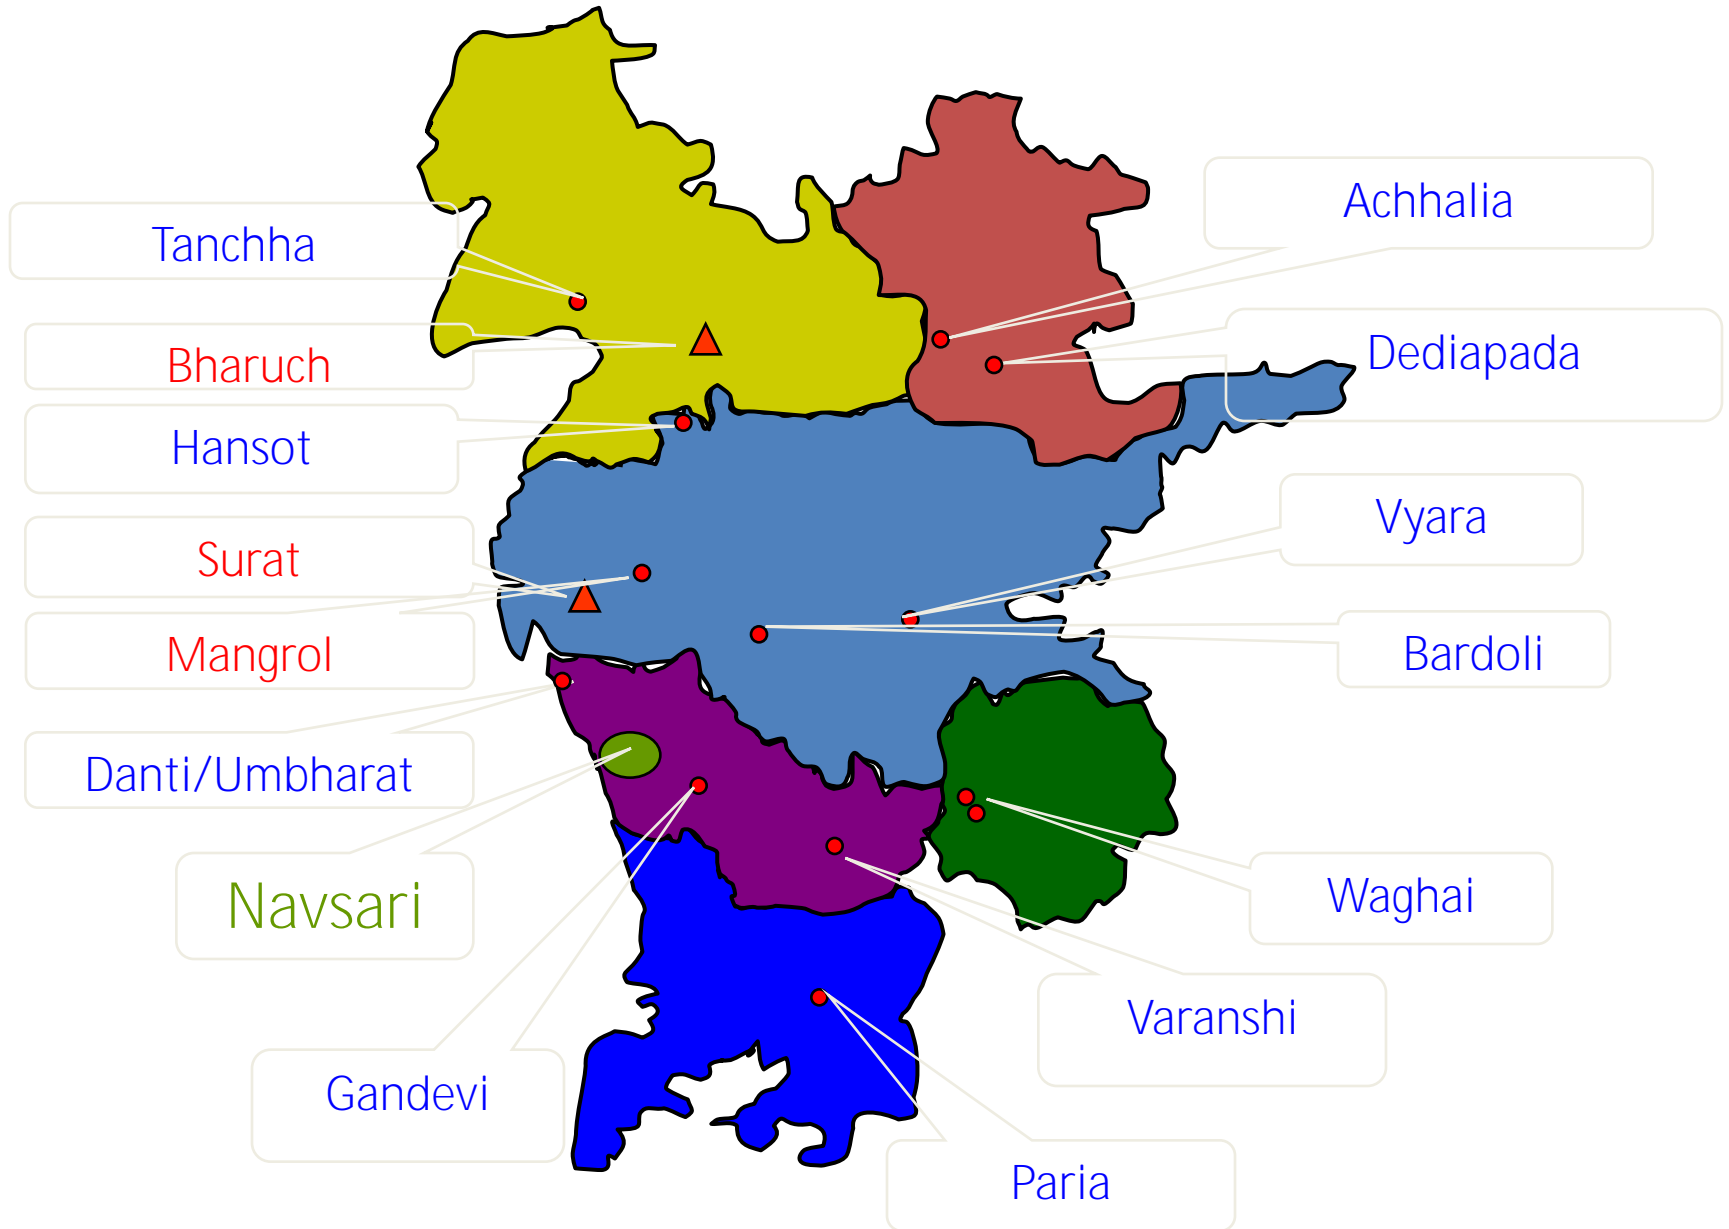 Achhalia
Tanchha
Bharuch
Dediapada
Hansot
Vyara
Surat
Mangrol
Bardoli
Danti/Umbharat
Navsari
Waghai
Varanshi
Gandevi
Paria